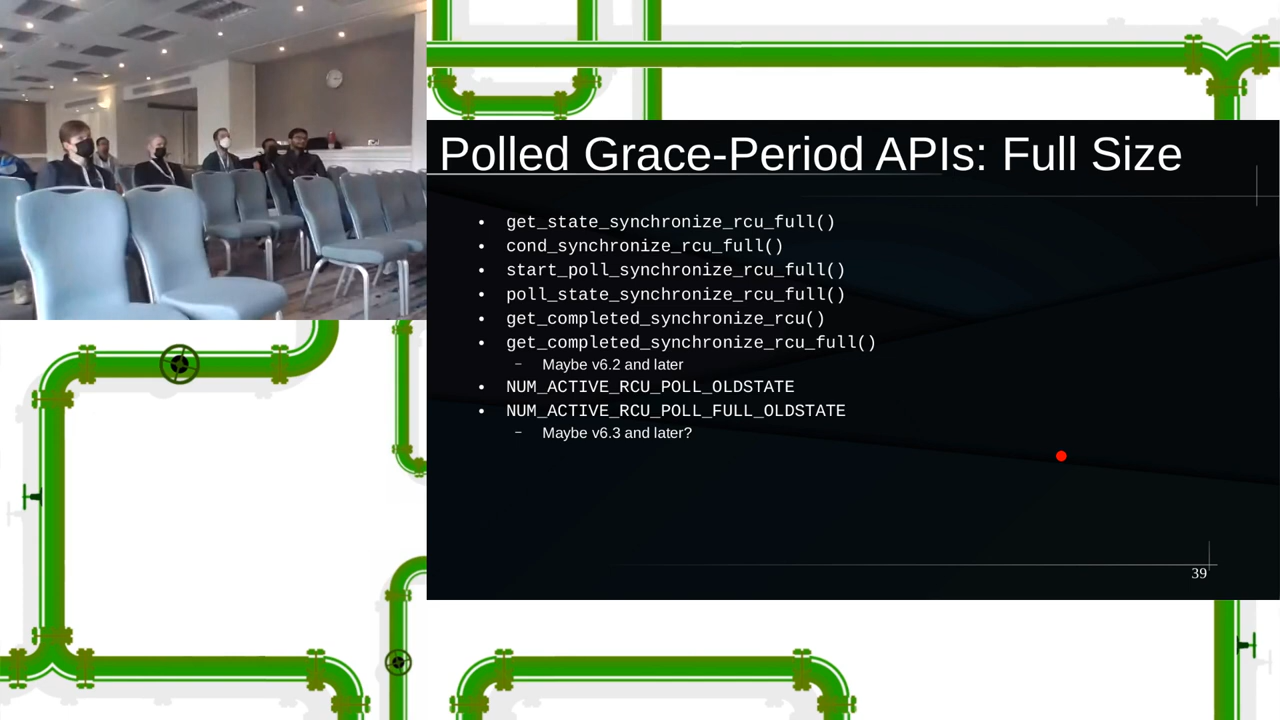 Polled Grace-Period APIs: Full Size
• get_state_synchronize_rcu_full()
• cond_synchronize_rcu_full()
• start_poll_synchronize_rcu_full()
• poll_state_synchronize_rcu_full()
• get_completed_synchronize_rcu()
• get_completed_synchronize_rcu_full()
– Maybe v6.2 and later
• NUM_ACTIVE_RCU_POLL_OLDSTATE
• NUM_ACTIVE_RCU_POLL_FULL_OLDSTATE
– Maybe v6.3 and later?
39